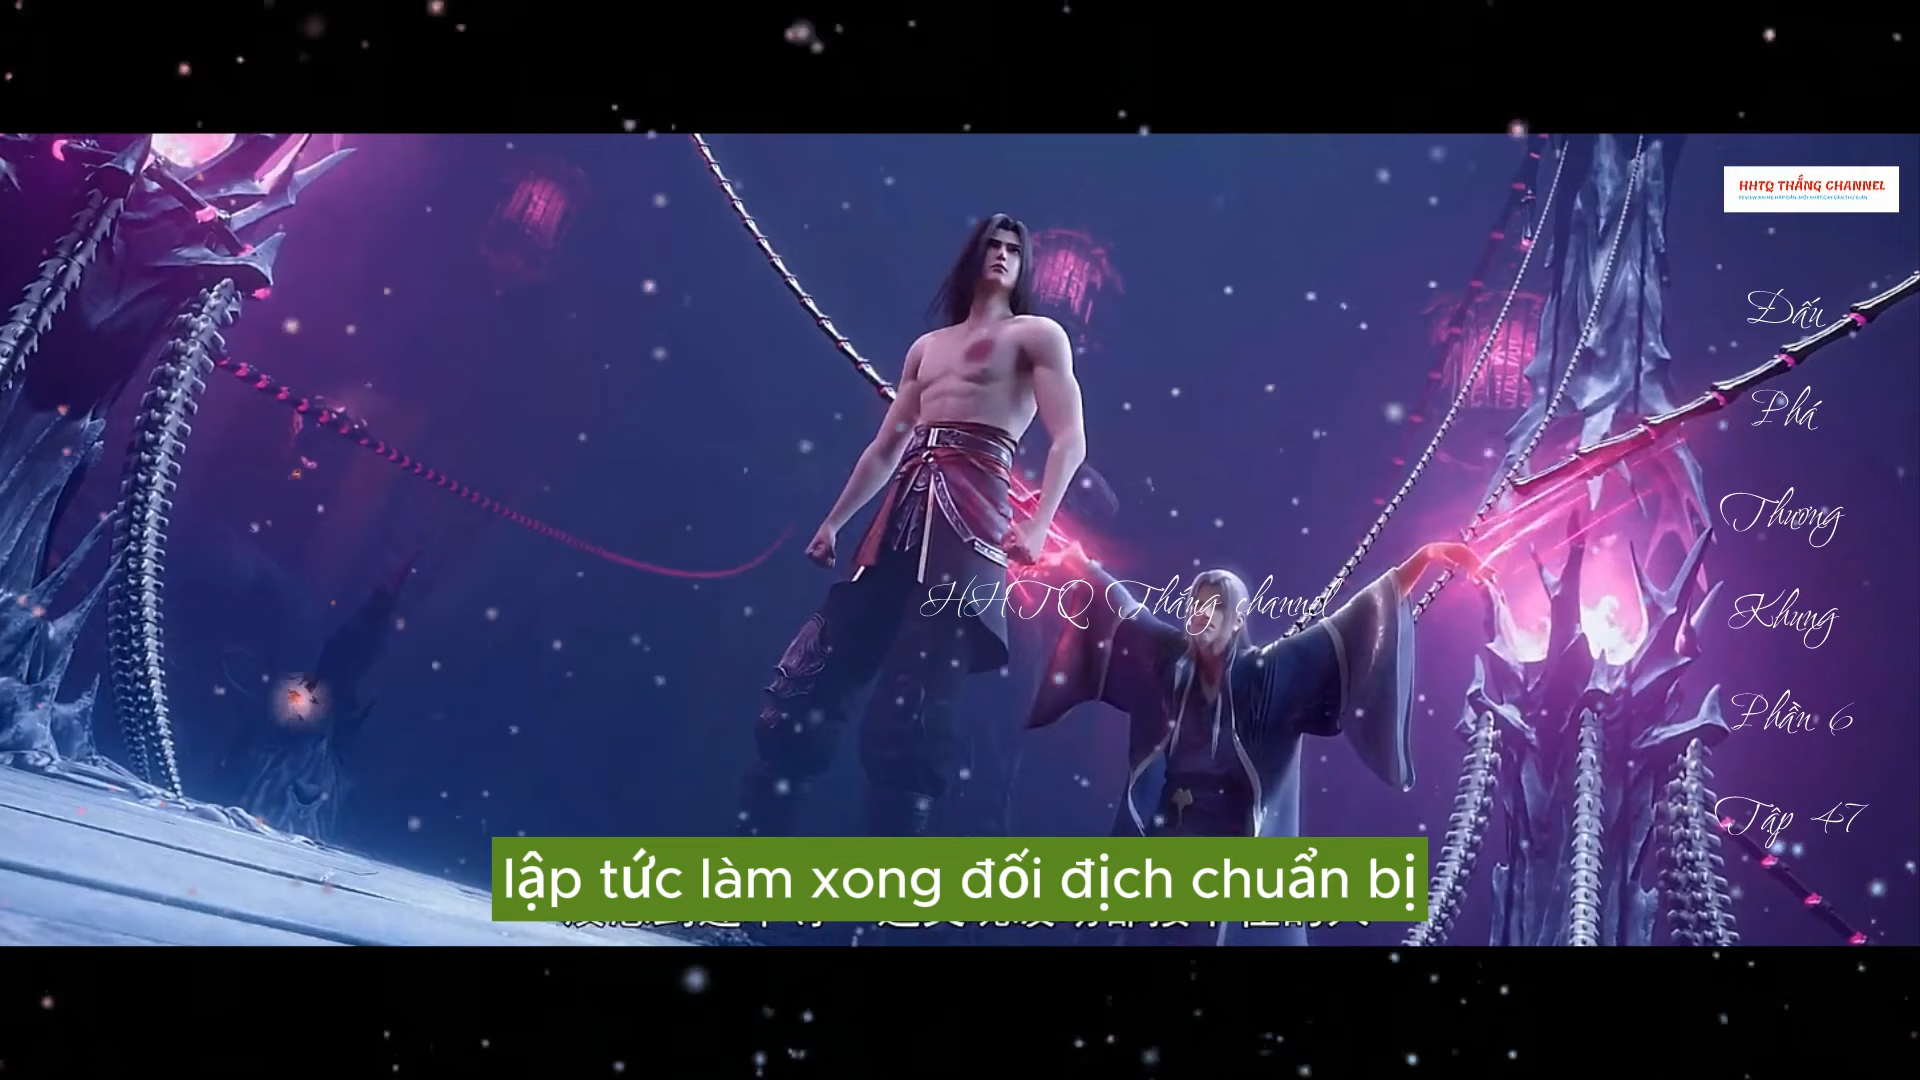 HHTQ THẮNG CHANNEL
Đấu
Phá
Thương
Khung
Phần 6
Tập 47
HHTQ Thắng channel
lập tức làm xong đối địch chuẩn bị